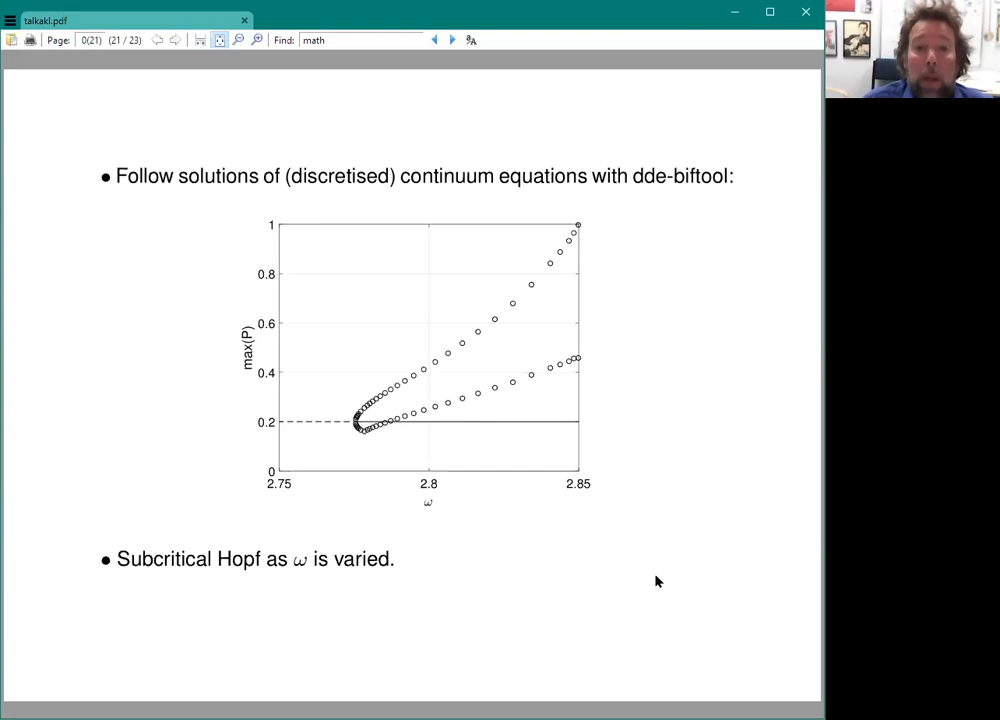 talkakl.pdf
Page: 0(21) (21 / 23) Find: math
• Follow solutions of (discretised) continuum equations with dde-biftool:
1
0.8
0.6
max(P)
0.4
0.2
0
2.75 2.8 2.85
ω
• Subcritical Hopf as ω is varied.